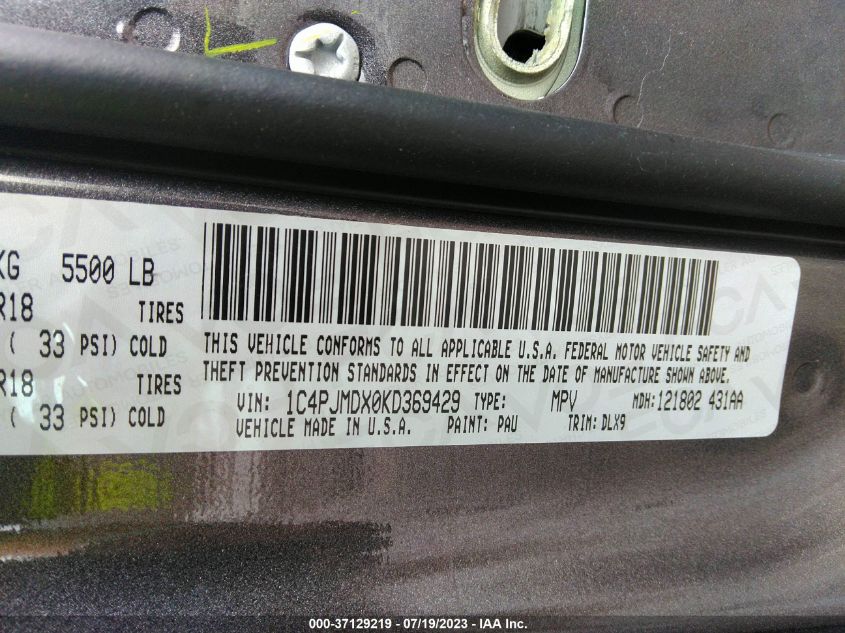 KG 5500 LB
R18 TIRES
( 33 PSI) COLD
R18 TIRES
( 33 PSI) COLD
THIS VEHICLE CONFORMS TO ALL APPLICABLE U.S.A. FEDERAL MOTOR VEHICLE SAFETY AND
THEFT PREVENTION STANDARDS IN EFFECT ON THE DATE OF MANUFACTURE SHOWN ABOVE.
VIN: 1C4PJMDX0KD369429 TYPE: MPV MDH: 121802 431AA
VEHICLE MADE IN U.S.A. PAINT: PAU TRIM: DLX9
000-37129219 - 07/19/2023 - IAA Inc.